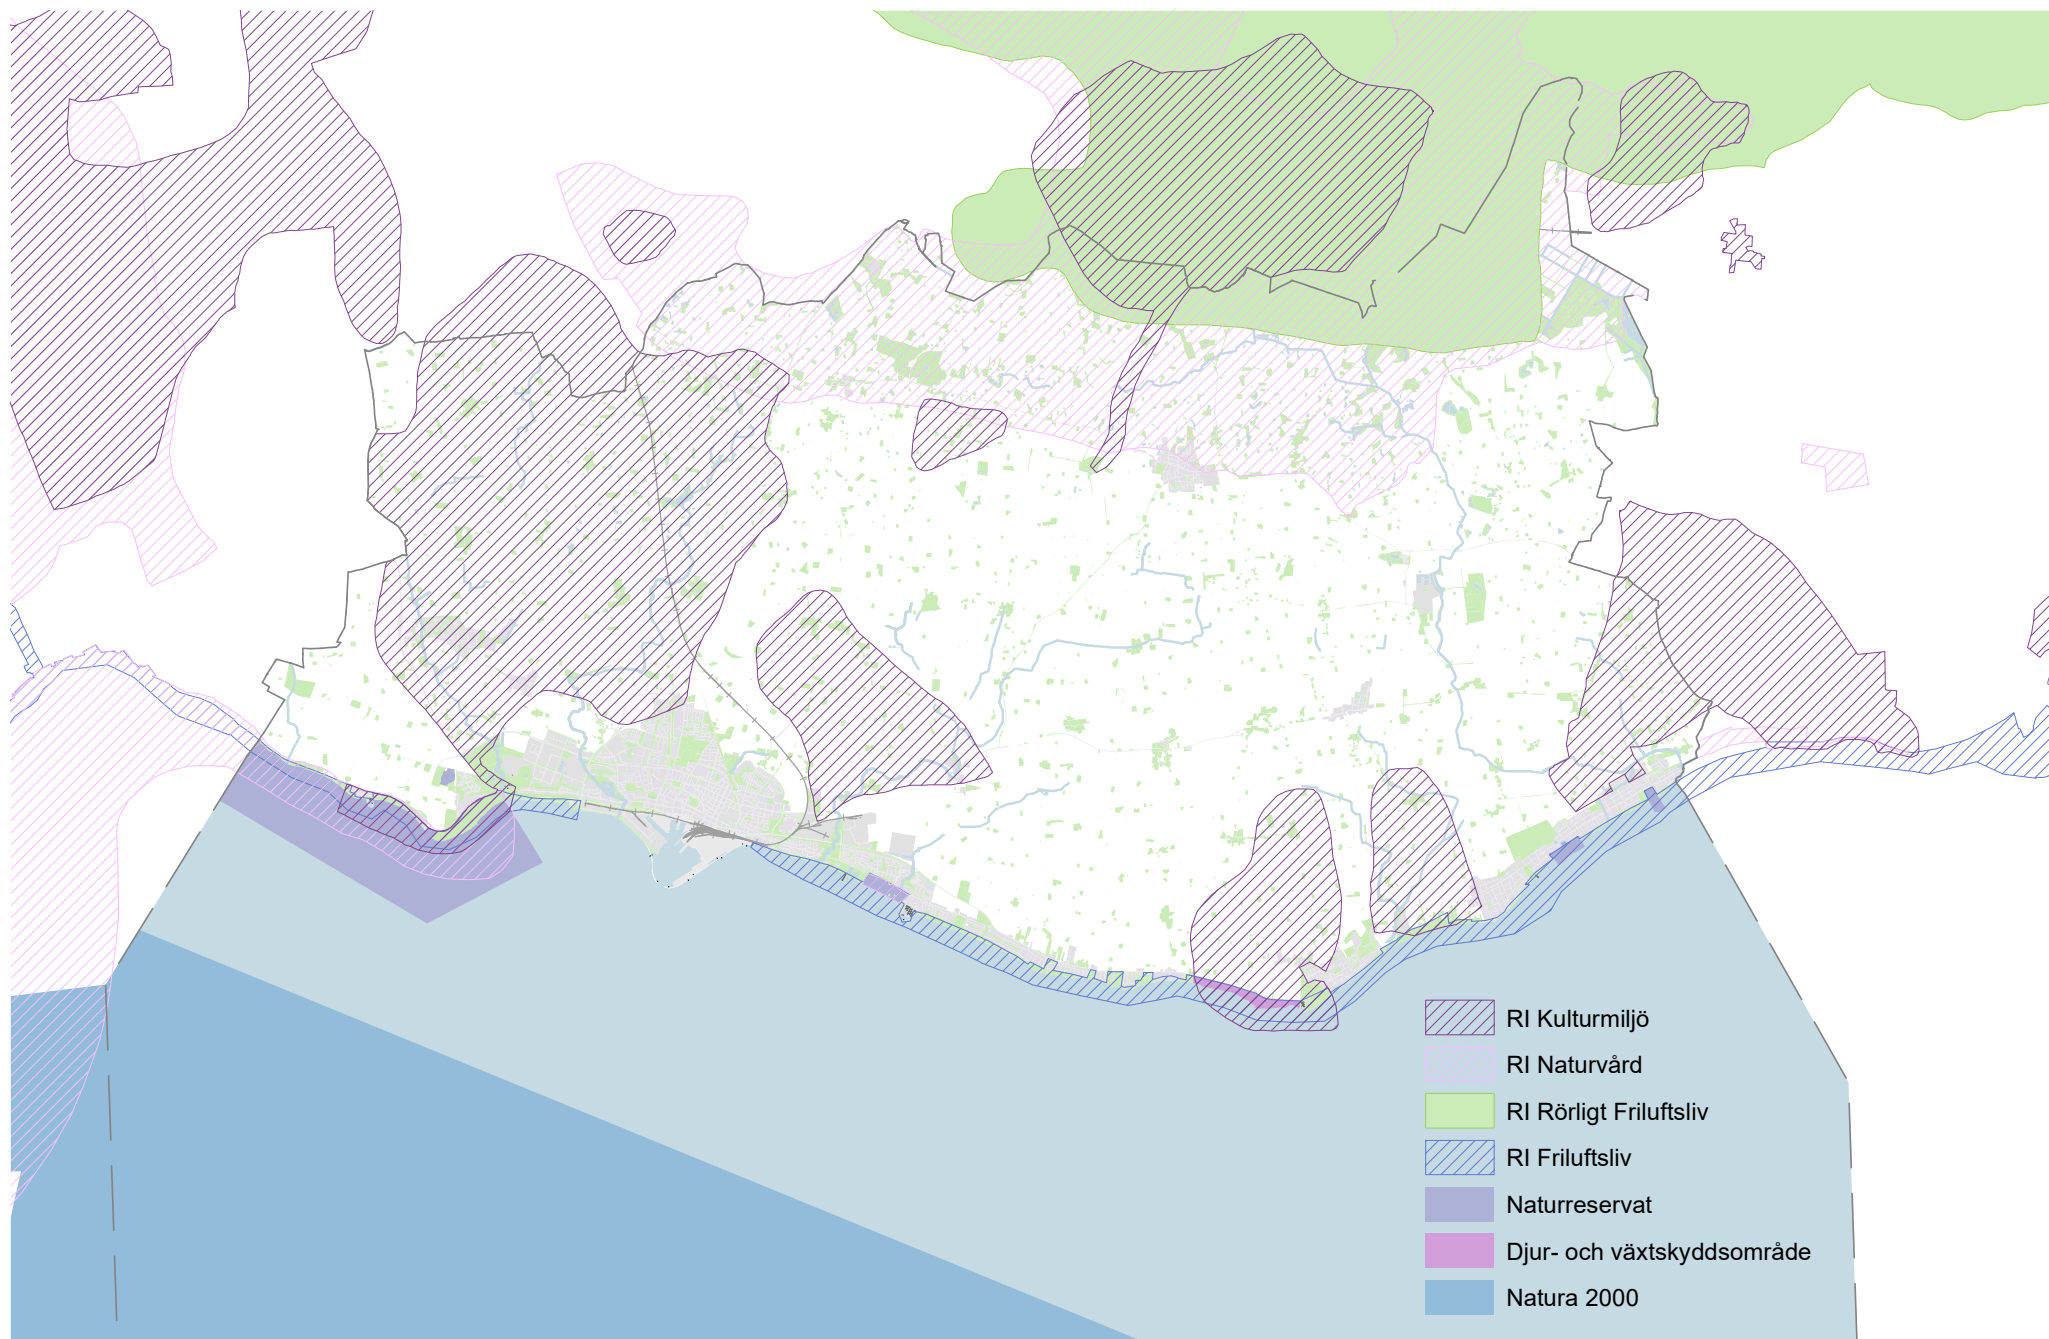 RI Kulturmiljö
RI Naturvård
RI Rörligt Friluftsliv
RI Friluftsliv
Naturreservat
Djur- och växtskyddsområde
Natura 2000